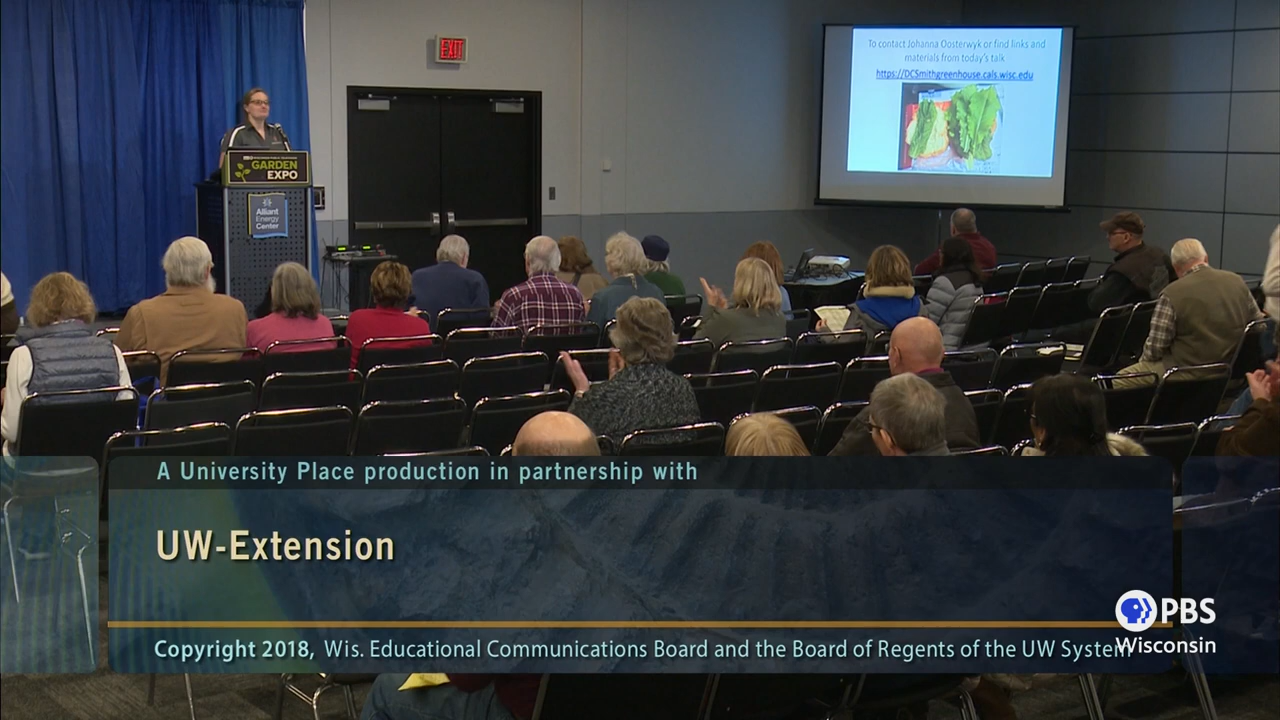 EXIT
To contact Johanna Oosterwyk or find links and
materials from today's talk
https://DCSmithgreenhouse.cals.wisc.edu
GARDEN
EXPO
Alliant
Energy
Center
A University Place production in partnership with
UW-Extension
PBS
Wisconsin
Copyright 2018, Wis. Educational Communications Board and the Board of Regents of the UW System